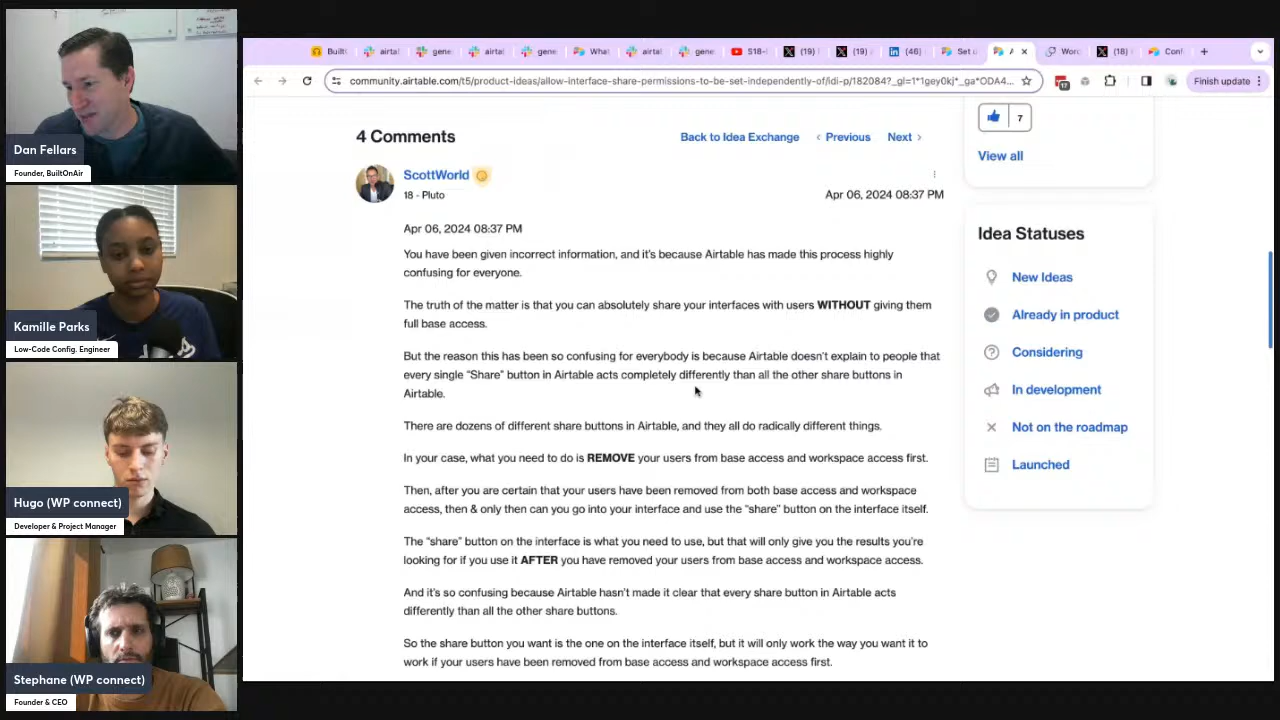 Dan Fellars
Founder, BuiltOnAir
Kamille Parks
Low-Code Config. Engineer
Hugo (WP connect)
Developer & Project Manager
Stephane (WP connect)
Founder & CEO
Built airtal gene airtal gene What airtal gene S18- (19) (19) (46) Set u A Worc (18) Conf
community.airtable.com/t5/product-ideas/allow-interface-share-permissions-to-be-set-independently-of/idi-p/182084?_gl=1*1gey0kj*_ga*ODA4...
17
Finish update
4 Comments
Back to Idea Exchange
Previous
Next
7
View all
ScottWorld
18 - Pluto
Apr 06, 2024 08:37 PM
Apr 06, 2024 08:37 PM
You have been given incorrect information, and it's because Airtable has made this process highly
confusing for everyone.
The truth of the matter is that you can absolutely share your interfaces with users WITHOUT giving them
full base access.
But the reason this has been so confusing for everybody is because Airtable doesn't explain to people that
every single "Share" button in Airtable acts completely differently than all the other share buttons in
Airtable.
There are dozens of different share buttons in Airtable, and they all do radically different things.
In your case, what you need to do is REMOVE your users from base access and workspace access first.
Then, after you are certain that your users have been removed from both base access and workspace
access, then & only then can you go into your interface and use the "share" button on the interface itself.
The "share" button on the interface is what you need to use, but that will only give you the results you're
looking for if you use it AFTER you have removed your users from base access and workspace access.
And it's so confusing because Airtable hasn't made it clear that every share button in Airtable acts
differently than all the other share buttons.
So the share button you want is the one on the interface itself, but it will only work the way you want it to
work if your users have been removed from base access and workspace access first.
Idea Statuses
New Ideas
Already in product
Considering
In development
Not on the roadmap
Launched